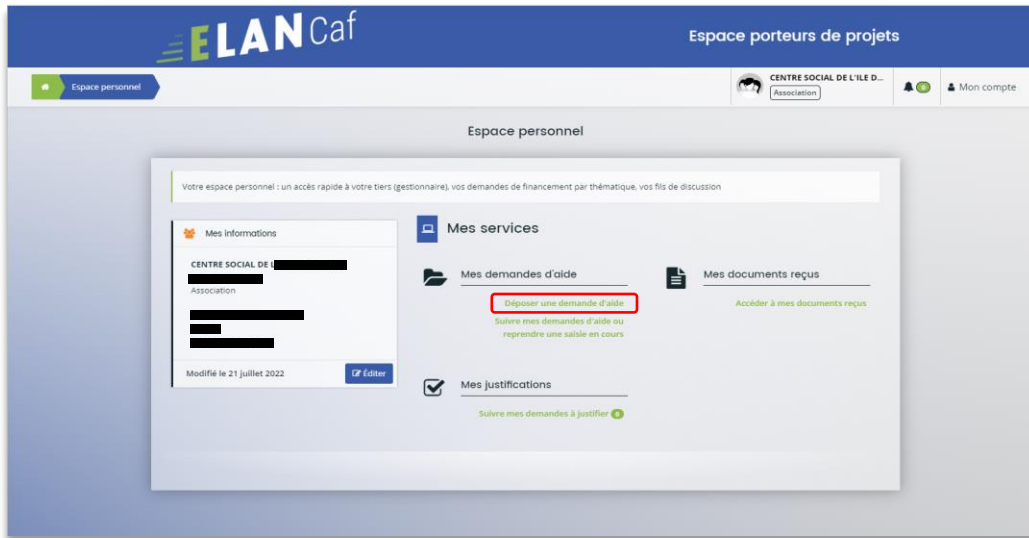 ELAN Caf
Espace porteurs de projets
Espace personnel
CENTRE SOCIAL DE L'ILE D...
Association
0
Mon compte
Espace personnel
Votre espace personnel : un accès rapide à votre tiers (gestionnaire), vos demandes de financement par thématique, vos fils de discussion
Mes informations
CENTRE SOCIAL DE L
Association
Modifié le 21 juillet 2022
Éditer
Mes services
Mes demandes d'aide
Déposer une demande d'aide
Suivre mes demandes d'aide ou
reprendre une saisie en cours
Mes documents reçus
Accéder à mes documents reçus
Mes justifications
Suivre mes demandes à justifier 0